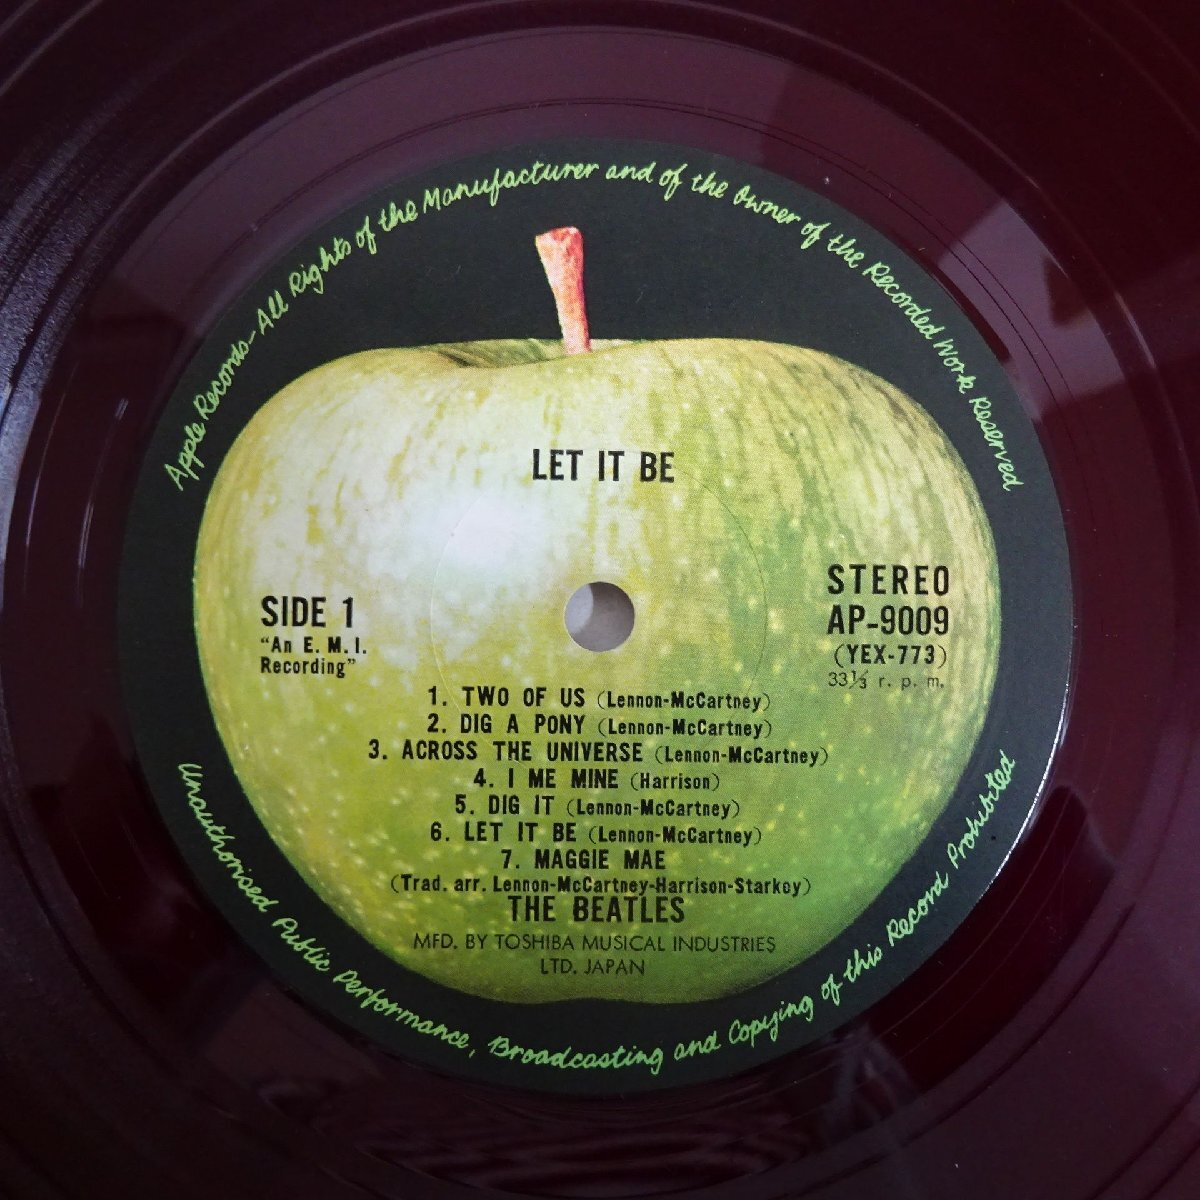 Apple Records-All Rights of the Manufacturer and of the Owner of the Recorded Work Reserved
LET IT BE
SIDE 1
"An E. M. I.
Recording"
STEREO
AP-9009
(YEX-773)
33⅓ r. p. m.
1. TWO OF US (Lennon-McCartney)
2. DIG A PONY (Lennon-McCartney)
3. ACROSS THE UNIVERSE (Lennon-McCartney)
4. I ME MINE (Harrison)
5. DIG IT (Lennon-McCartney)
6. LET IT BE (Lennon-McCartney)
7. MAGGIE MAE
(Trad. arr. Lennon-McCartney-Harrison-Starkey)
THE BEATLES
MFD. BY TOSHIBA MUSICAL INDUSTRIES
LTD. JAPAN
Unauthorised Public Performance, Broadcasting and Copying of this Record Prohibited